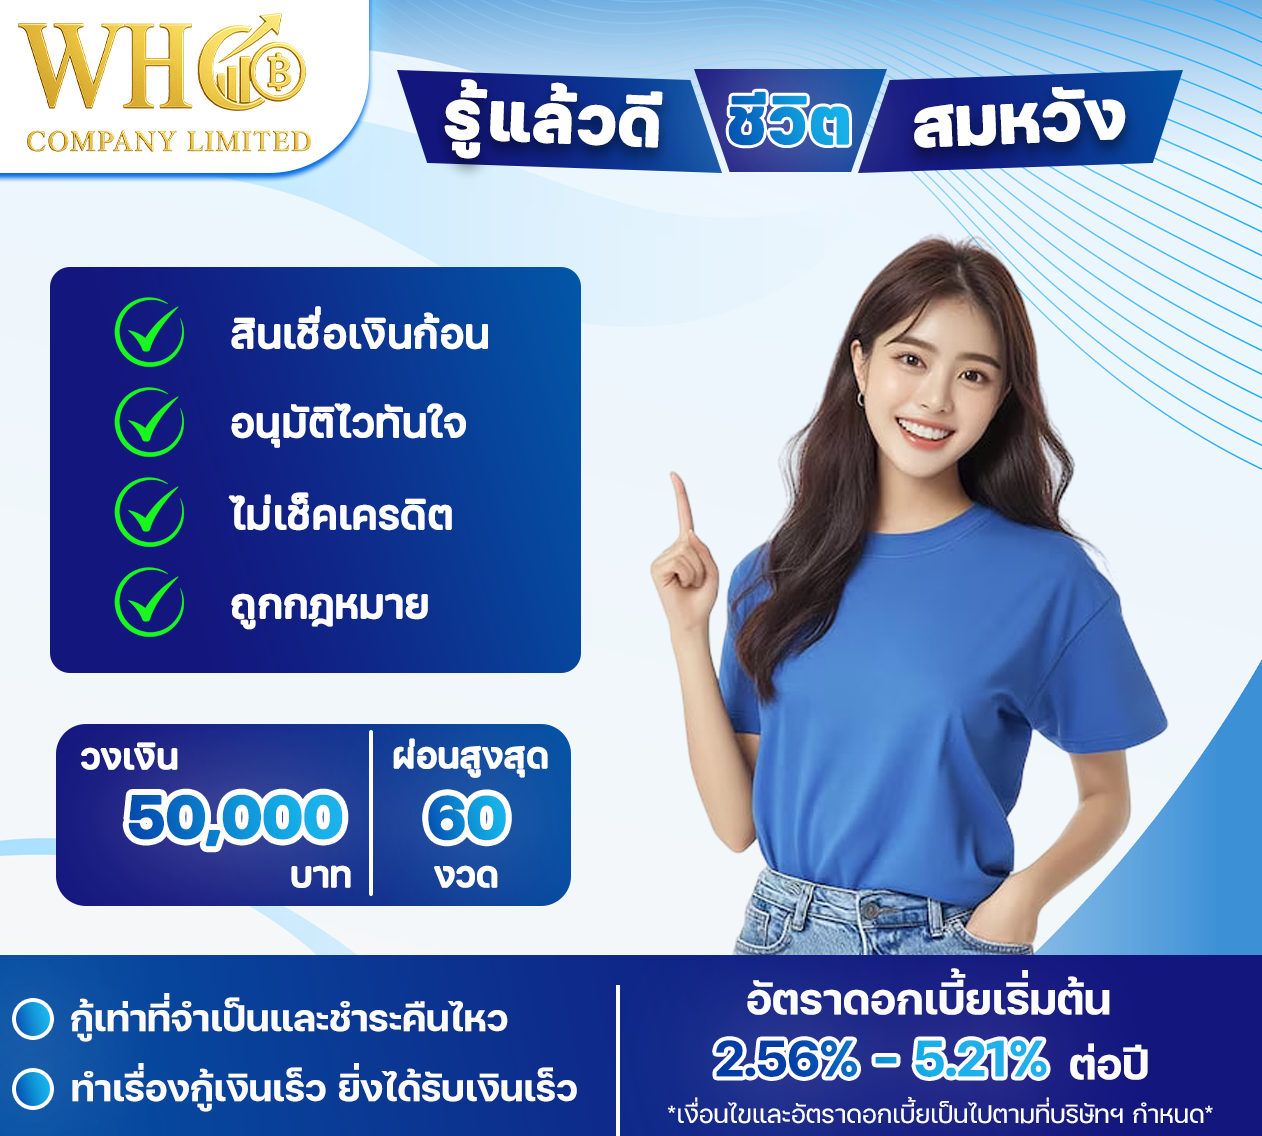 WHO
COMPANY LIMITED
รู้แล้วดี ชีวิต สมหวัง
สินเชื่อเงินก้อน
อนุมัติไวทันใจ
ไม่เช็คเครดิต
ถูกกฎหมาย
วงเงิน
50,000
บาท
ผ่อนสูงสุด
60
งวด
กู้เท่าที่จำเป็นและชำระคืนไหว
ทำเรื่องกู้เงินเร็ว ยิ่งได้รับเงินเร็ว
อัตราดอกเบี้ยเริ่มต้น
2.56% - 5.21% ต่อปี
*เงื่อนไขและอัตราดอกเบี้ยเป็นไปตามที่บริษัทฯ กำหนด*